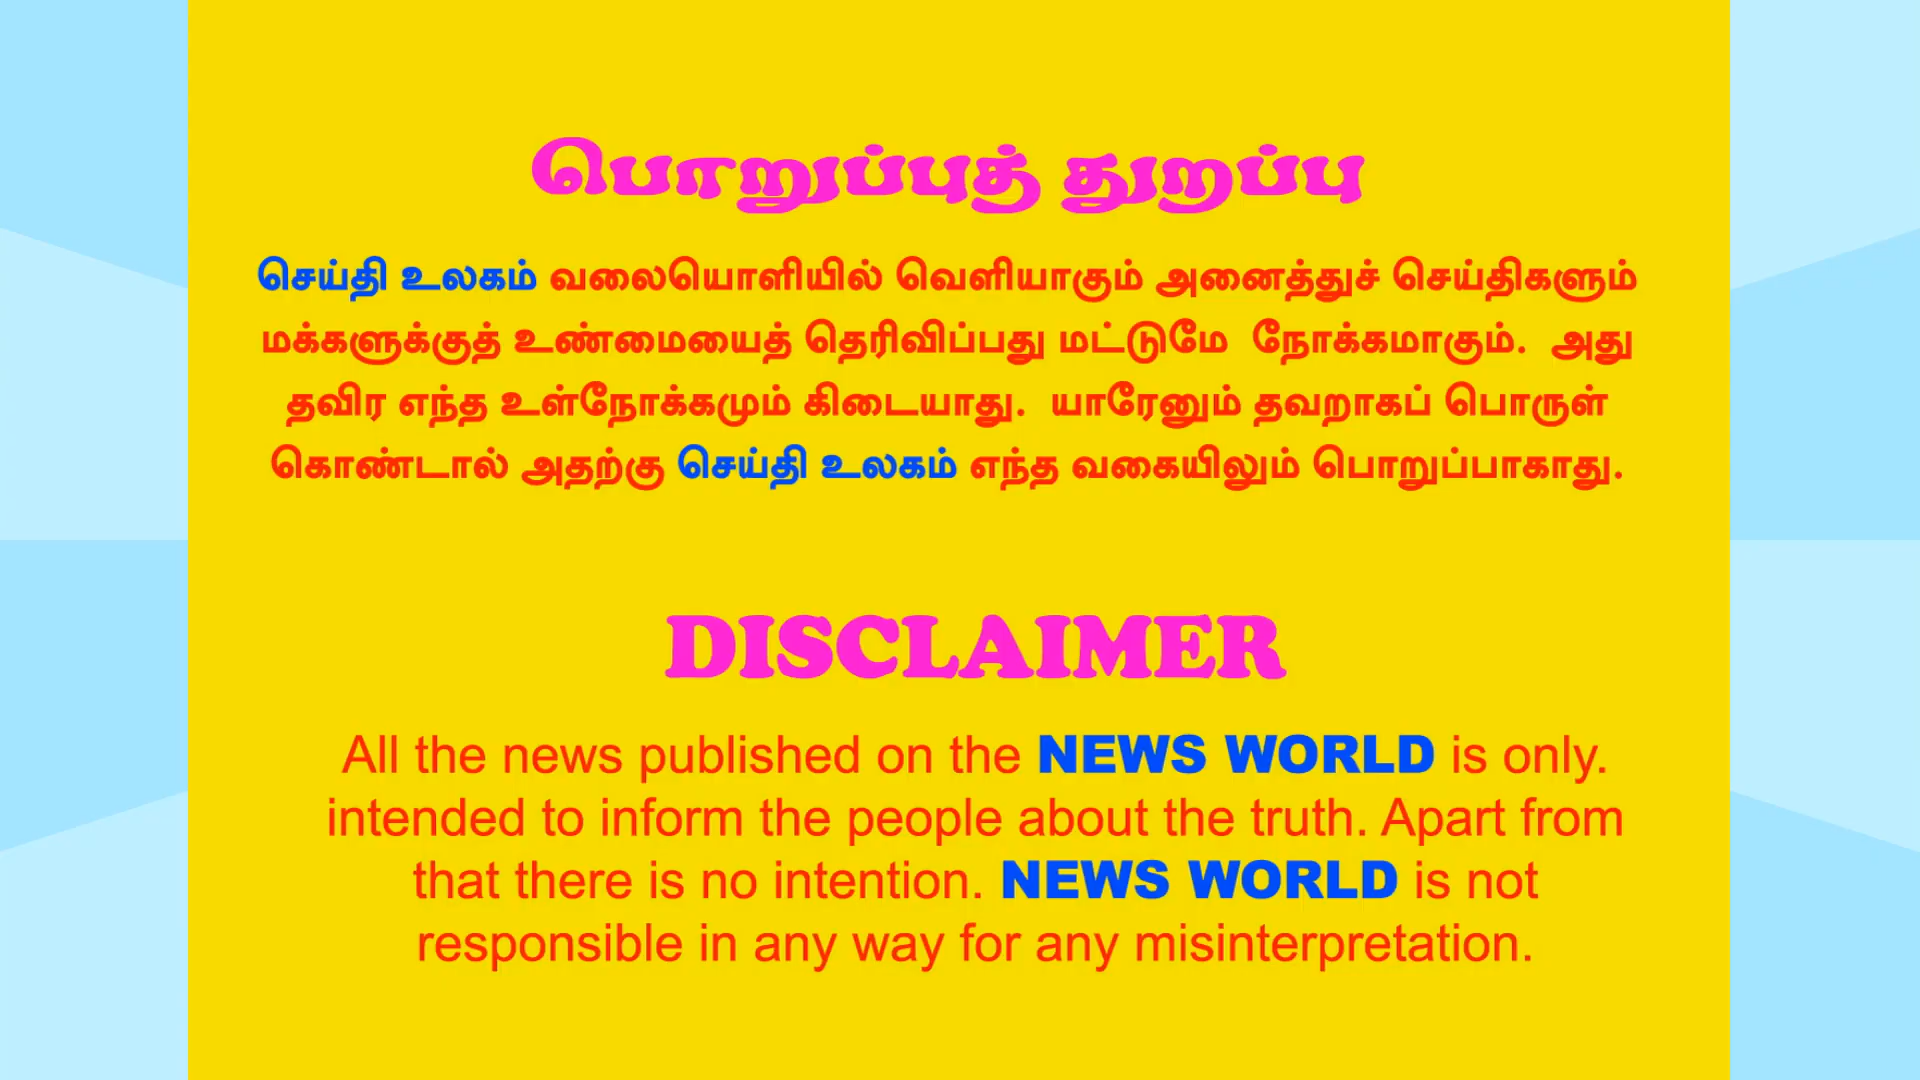 பொறுப்புத் துறப்பு
செய்தி உலகம் வலையொளியில் வெளியாகும் அனைத்துச் செய்திகளும்
மக்களுக்குத் உண்மையைத் தெரிவிப்பது மட்டுமே நோக்கமாகும். அது
தவிர எந்த உள்நோக்கமும் கிடையாது. யாரேனும் தவறாகப் பொருள்
கொண்டால் அதற்கு செய்தி உலகம் எந்த வகையிலும் பொறுப்பாகாது.
DISCLAIMER
All the news published on the NEWS WORLD is only.
intended to inform the people about the truth. Apart from
that there is no intention. NEWS WORLD is not
responsible in any way for any misinterpretation.